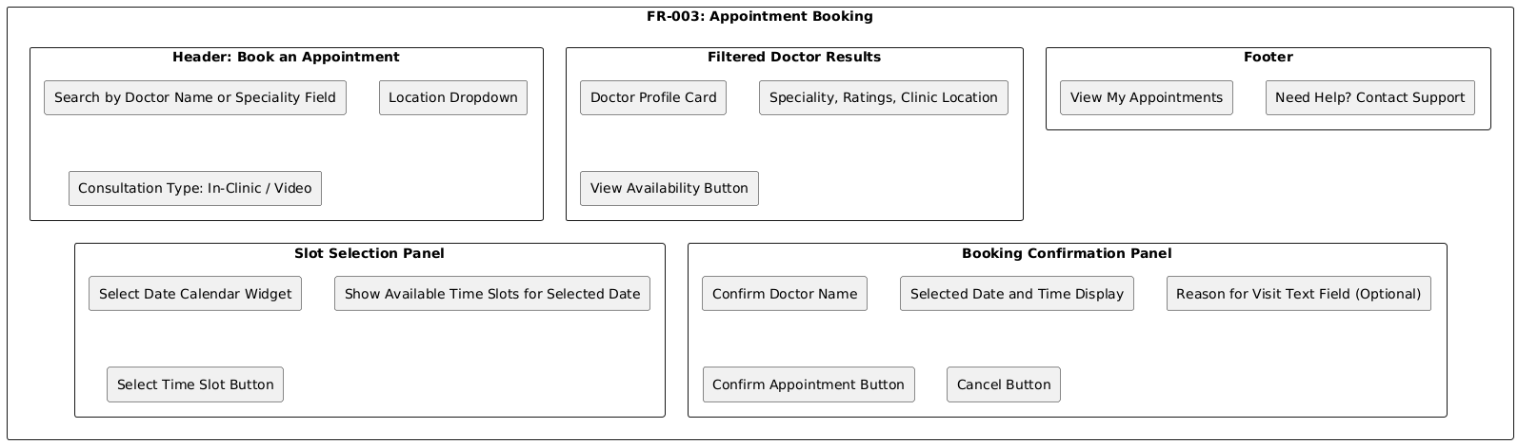 FR-003: Appointment Booking
Header: Book an Appointment
Search by Doctor Name or Speciality Field
Location Dropdown
Consultation Type: In-Clinic / Video
Filtered Doctor Results
Doctor Profile Card
Speciality, Ratings, Clinic Location
View Availability Button
Footer
View My Appointments
Need Help? Contact Support
Slot Selection Panel
Select Date Calendar Widget
Show Available Time Slots for Selected Date
Select Time Slot Button
Booking Confirmation Panel
Confirm Doctor Name
Selected Date and Time Display
Reason for Visit Text Field (Optional)
Confirm Appointment Button
Cancel Button